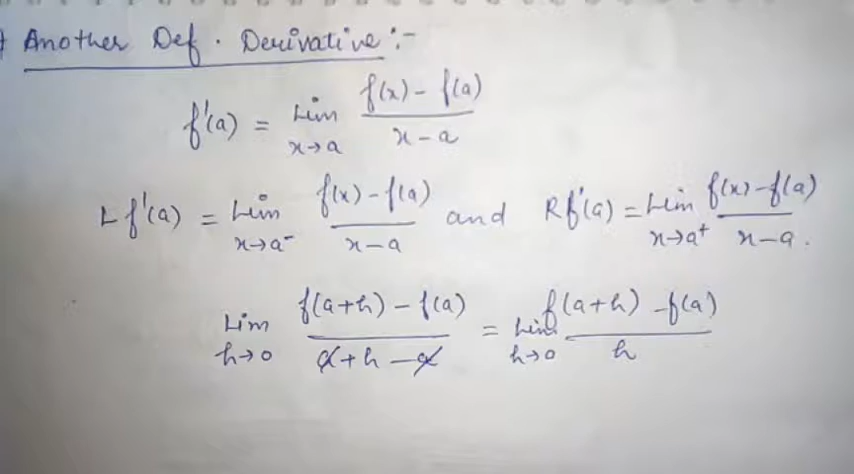 Another Def. Derivative :-
f'(a) = Lim x→a f(x) - f(a) / x - a
Lf'(a) = Lim x→a⁻ f(x) - f(a) / x - a and Rf'(a) = Lim x→a⁺ f(x) - f(a) / x - a.
Lim h→0 f(a+h) - f(a) / a + h - a = Lim h→0 f(a+h) - f(a) / h